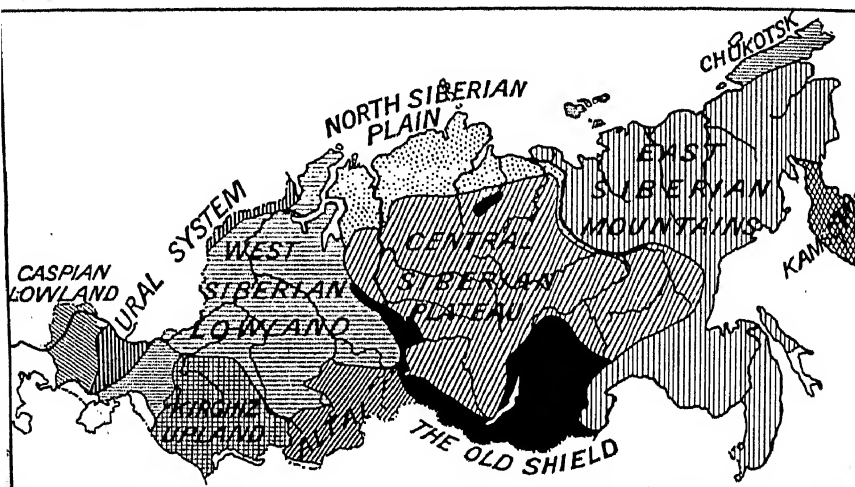 CHUKOTSK
NORTH SIBERIAN
PLAIN
EAST
SIBERIAN
MOUNTAINS
URAL SYSTEM
WEST
SIBERIAN
LOWLAND
CENTRAL
SIBERIAN
PLATEAU
CASPIAN
LOWLAND
KIRGHIZ
UPLAND
ALTAI
THE OLD SHIELD